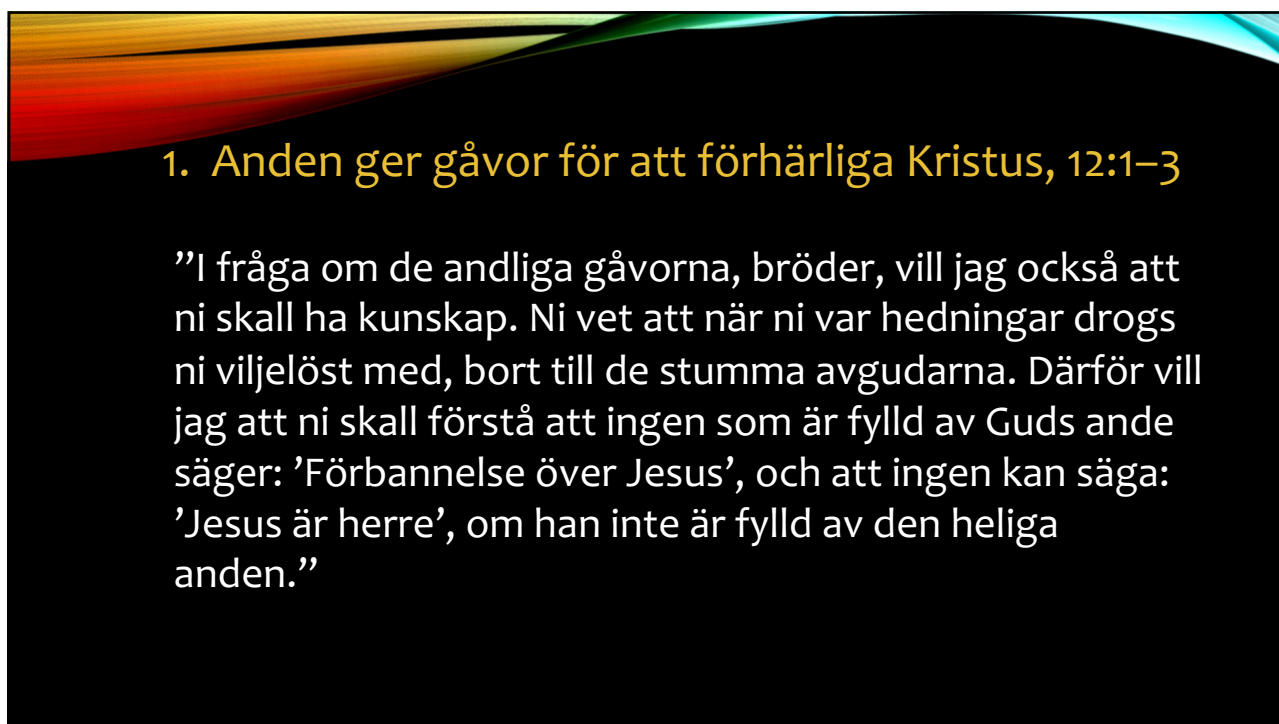 1. Anden ger gåvor för att förhärliga Kristus, 12:1–3
”I fråga om de andliga gåvorna, bröder, vill jag också att
ni skall ha kunskap. Ni vet att när ni var hedningar drogs
ni viljelöst med, bort till de stumma avgudarna. Därför vill
jag att ni skall förstå att ingen som är fylld av Guds ande
säger: ’Förbannelse över Jesus’, och att ingen kan säga:
’Jesus är herre’, om han inte är fylld av den heliga
anden.”